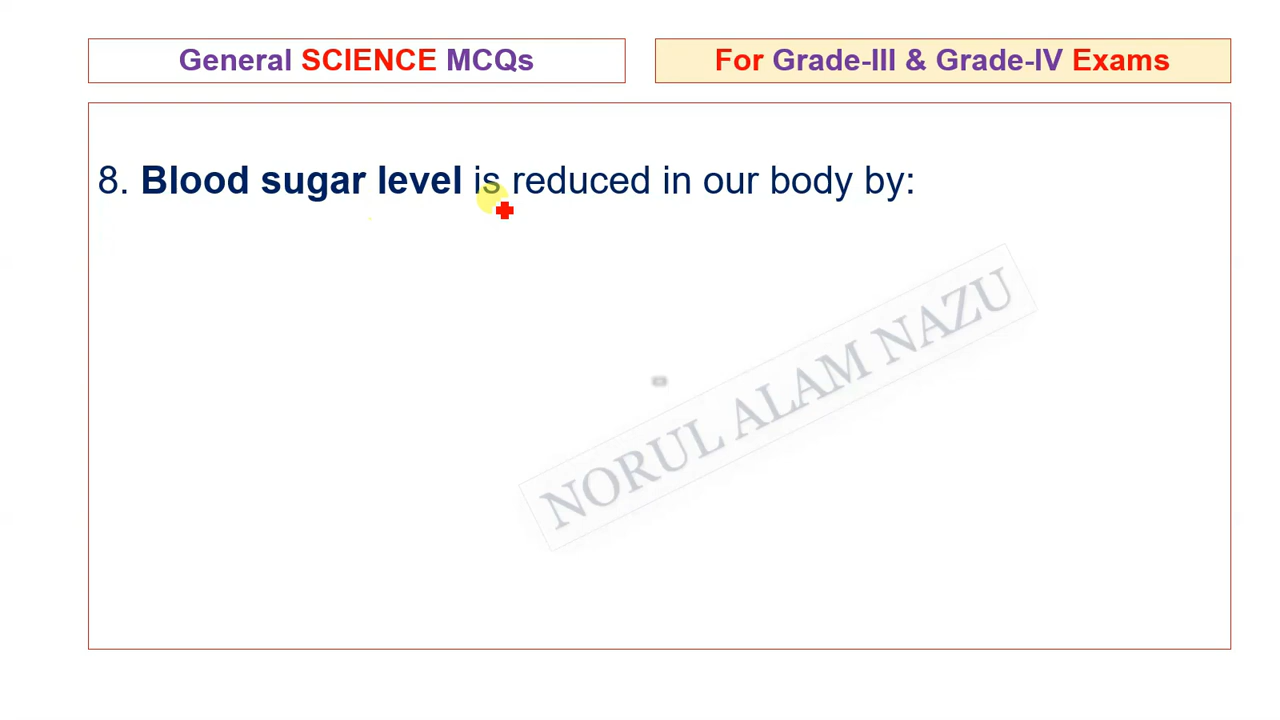 General SCIENCE MCQs
For Grade-III & Grade-IV Exams
8. Blood sugar level is reduced in our body by:
NORUL ALAM NAZU